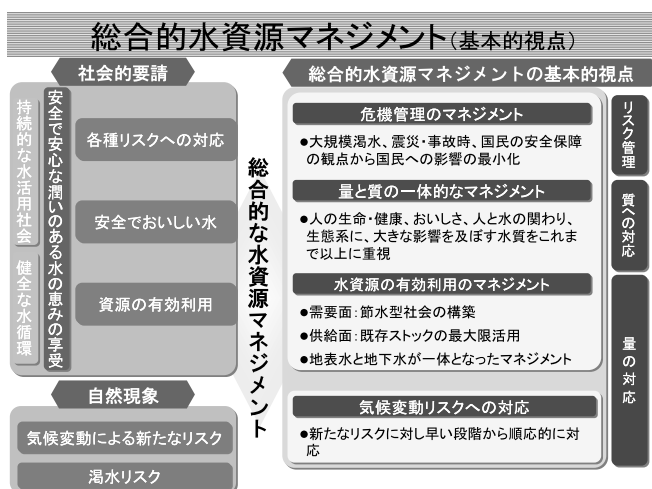 総合的水資源マネジメント(基本的視点)
社会的要請
持続的な水活用社会
健全な水循環
安全で安心な潤いのある水の恵みの享受
各種リスクへの対応
安全でおいしい水
資源の有効利用
自然現象
気候変動による新たなリスク
渇水リスク
総合的な水資源マネジメント
総合的水資源マネジメントの基本的視点
危機管理のマネジメント
●大規模渇水、震災・事故時、国民の安全保障
の観点から国民への影響の最小化
量と質の一体的なマネジメント
●人の生命・健康、おいしさ、人と水の関わり、
生態系に、大きな影響を及ぼす水質をこれま
で以上に重視
水資源の有効利用のマネジメント
●需要面:節水型社会の構築
●供給面:既存ストックの最大限活用
●地表水と地下水が一体となったマネジメント
気候変動リスクへの対応
●新たなリスクに対し早い段階から順応的に対
応
リスク管理
質への対応
量の対応